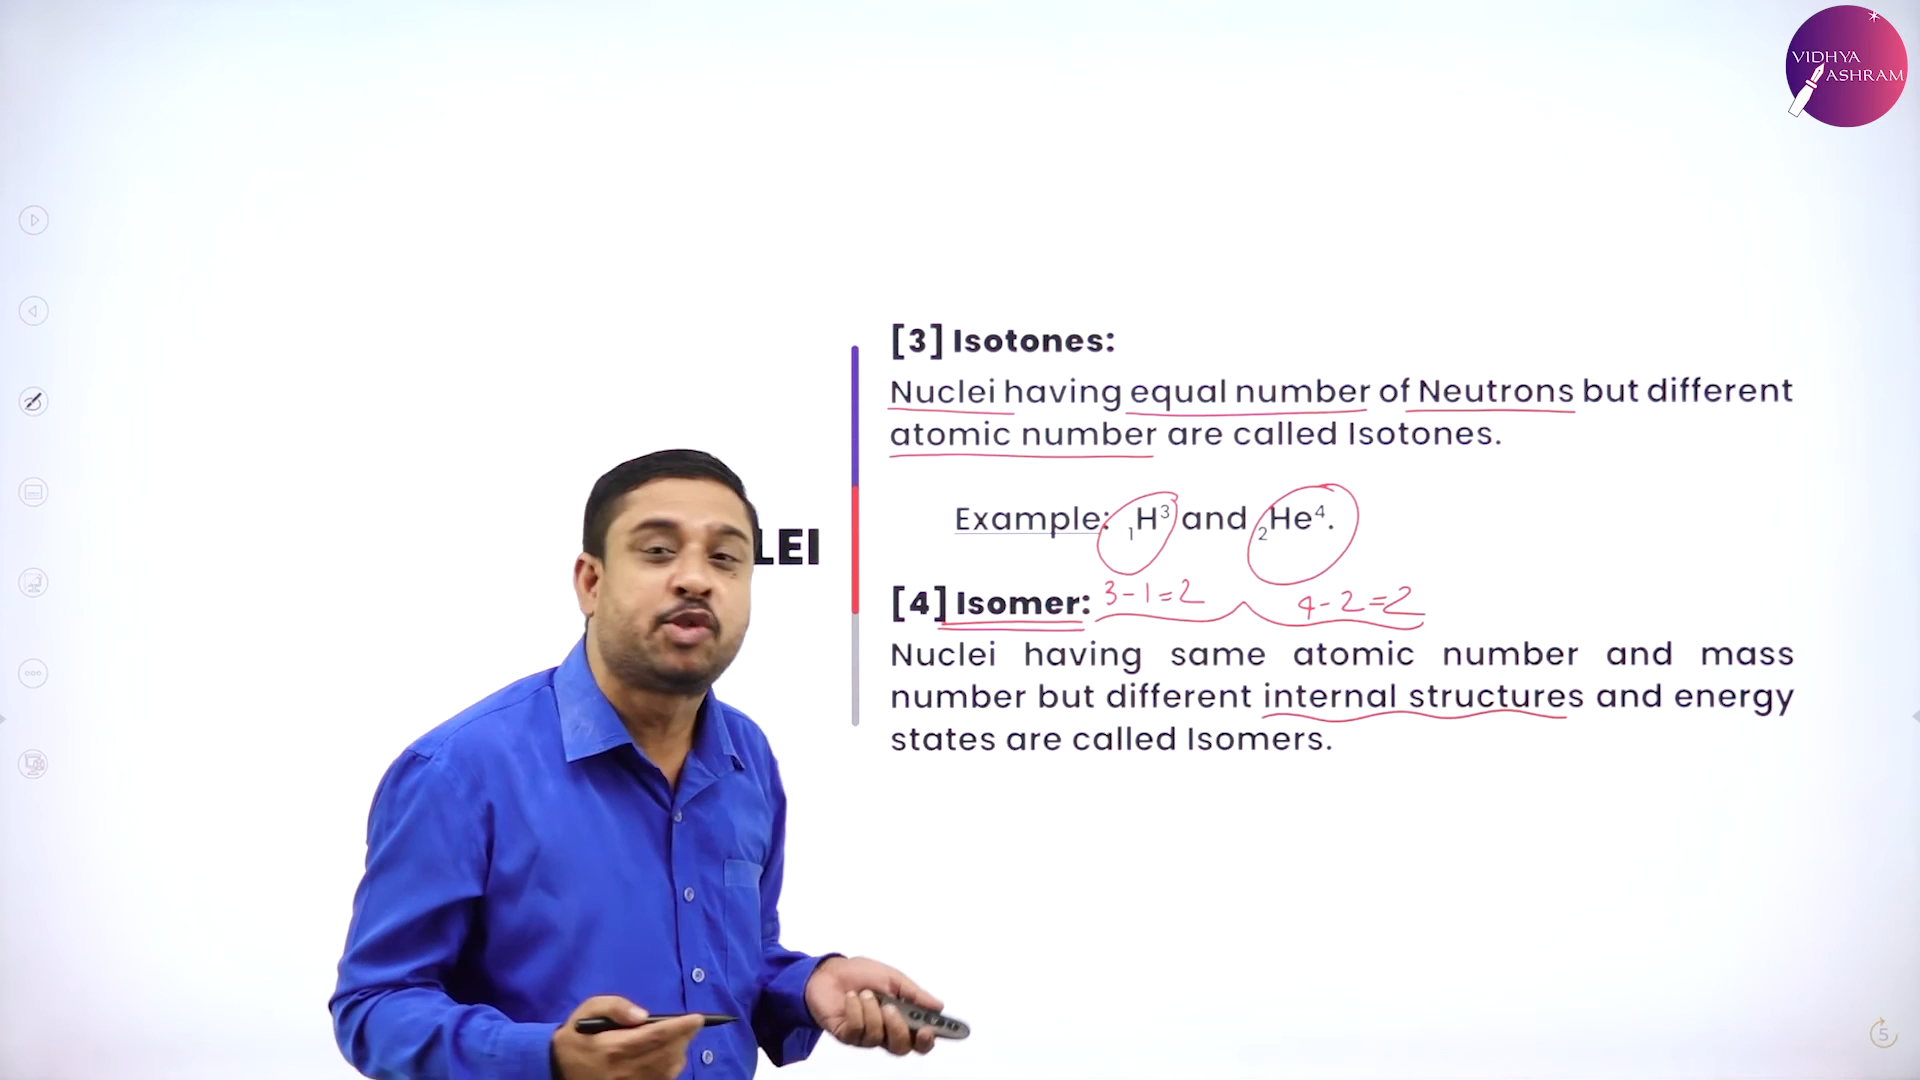 VIDHYA
ASHRAM
[3] Isotones:
Nuclei having equal number of Neutrons but different
atomic number are called Isotones.
Example: ₁H³ and ₂He⁴.
3-1=2 4-2=2
[4] Isomer:
Nuclei having same atomic number and mass
number but different internal structures and energy
states are called Isomers.
LEI
5